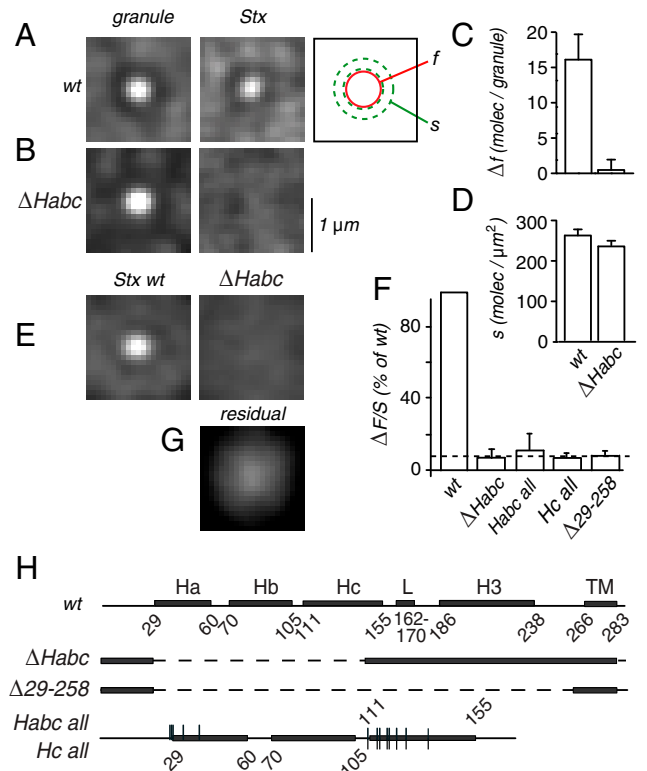 A
granule
Stx
wt
f
s
B
ΔHabc
1 μm
C
Δf (molec / granule)
20
15
10
5
0
D
s (molec / μm²)
300
200
100
0
wt
ΔHabc
E
Stx wt
ΔHabc
F
ΔF/S (% of wt)
80
40
0
wt
ΔHabc
Habc all
Hc all
Δ29-258
G
residual
H
Ha
Hb
Hc
L
H3
TM
wt
29
60
70
105
111
155
162-
170
186
238
266
283
ΔHabc
Δ29-258
Habc all
Hc all
29
60
70
105
111
155